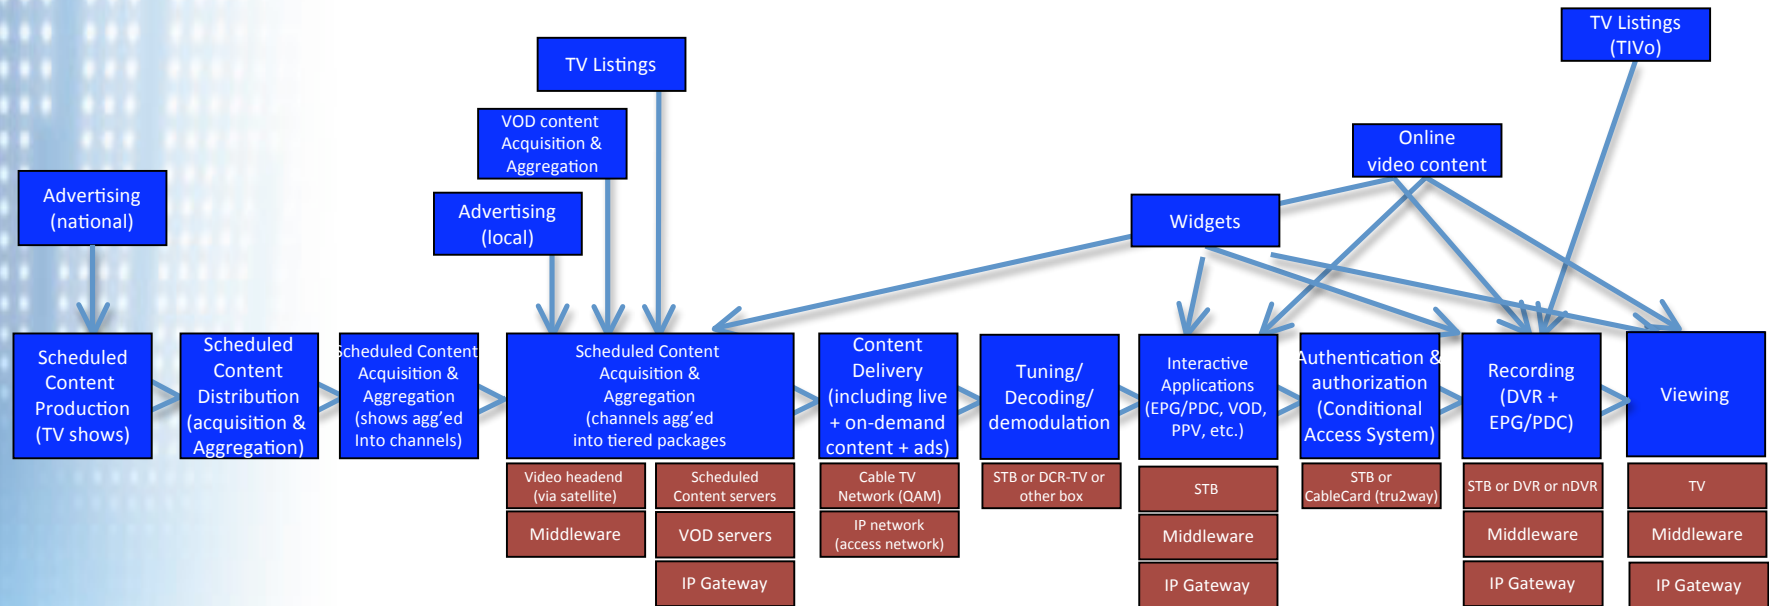 TV Listings
(TIVo)
TV Listings
VOD content
Acquisition &
Aggregation
Online
video content
Advertising
(national)
Advertising
(local)
Widgets
Scheduled
Content
Production
(TV shows)
Scheduled
Content
Distribution
(acquisition &
Aggregation)
Scheduled Content
Acquisition &
Aggregation
(shows agg'ed
Into channels)
Scheduled Content
Acquisition &
Aggregation
(channels agg'ed
into tiered packages
Content
Delivery
(including live
+ on-demand
content + ads)
Tuning/
Decoding/
demodulation
Interactive
Applications
(EPG/PDC, VOD,
PPV, etc.)
Authentication &
authorization
(Conditional
Access System)
Recording
(DVR +
EPG/PDC)
Viewing
Video headend
(via satellite)
Middleware
Scheduled
Content servers
VOD servers
IP Gateway
Cable TV
Network (QAM)
IP network
(access network)
STB or DCR-TV or
other box
STB
Middleware
IP Gateway
STB or
CableCard (tru2way)
STB or DVR or nDVR
Middleware
IP Gateway
TV
Middleware
IP Gateway